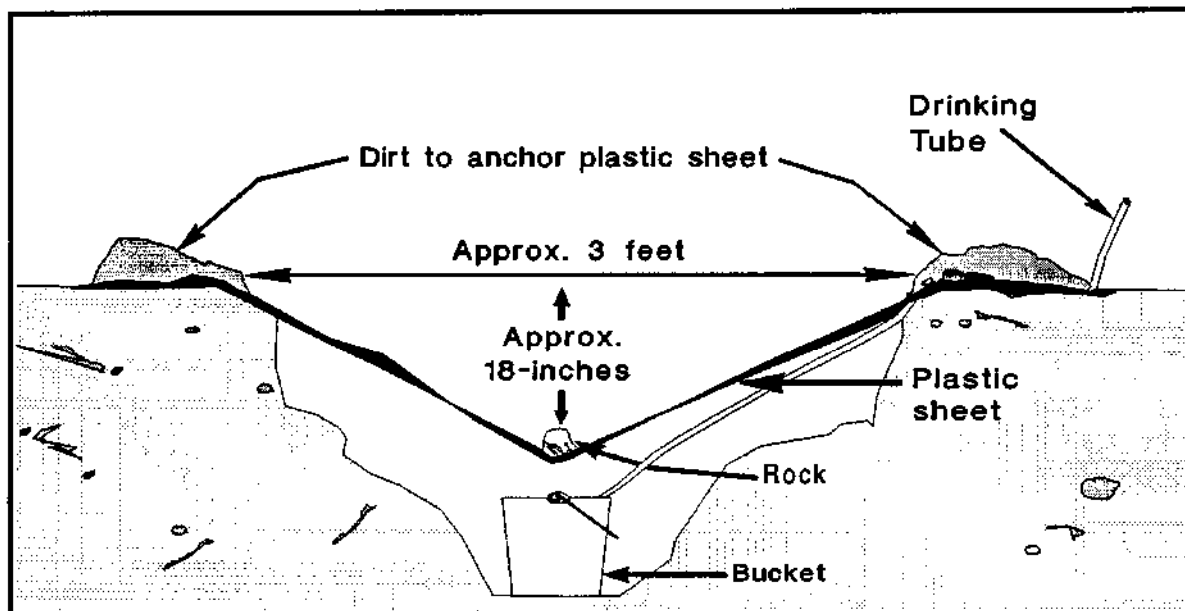 Drinking
Tube
Dirt to anchor plastic sheet
Approx. 3 feet
Approx.
18-inches
Plastic
sheet
Rock
Bucket